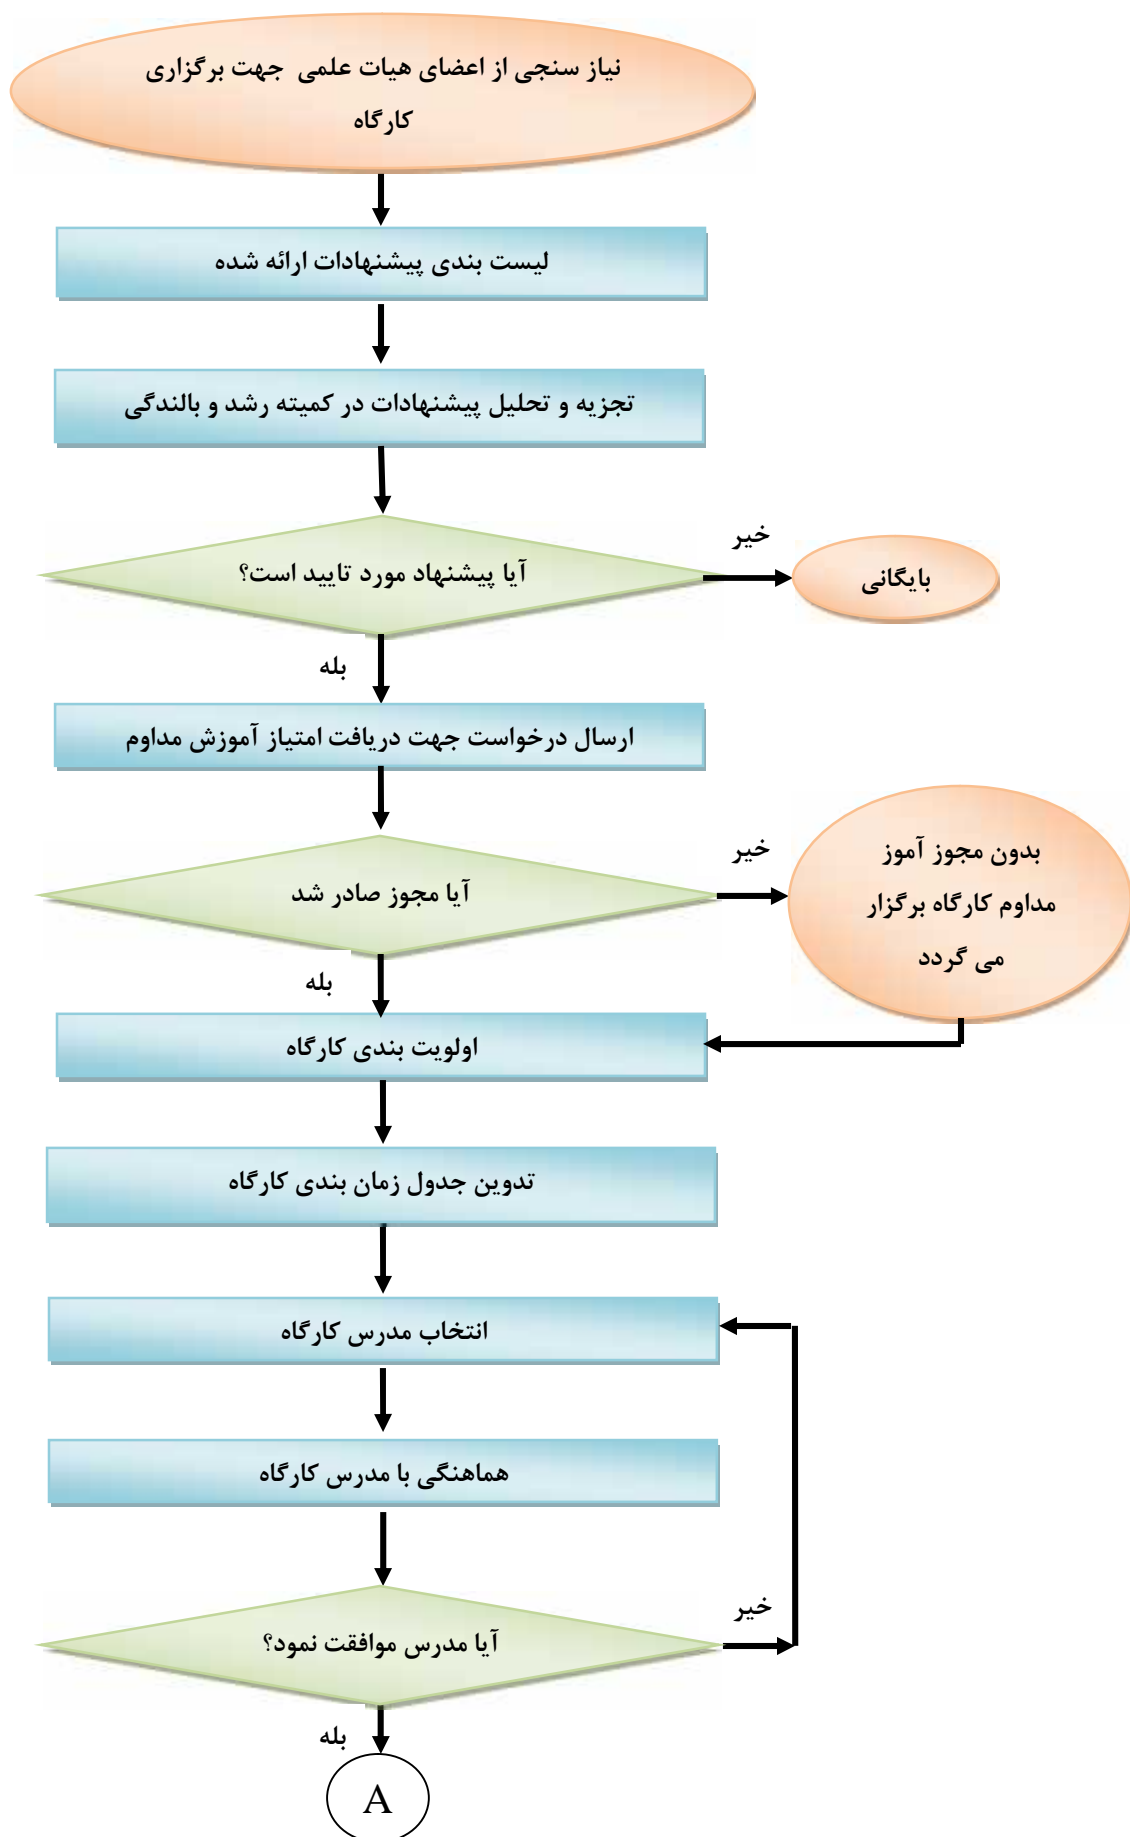 نیاز سنجی از اعضای هیات علمی جهت برگزاری
کارگاه
لیست بندی پیشنهادات ارائه شده
تجزیه و تحلیل پیشنهادات در کمیته رشد و بالندگی
آیا پیشنهاد مورد تایید است؟
خیر
بایگانی
بله
ارسال درخواست جهت دریافت امتیاز آموزش مداوم
آیا مجوز صادر شد
خیر
بدون مجوز آموز
مداوم کارگاه برگزار
می گردد
بله
اولویت بندی کارگاه
تدوین جدول زمان بندی کارگاه
انتخاب مدرس کارگاه
هماهنگی با مدرس کارگاه
آیا مدرس موافقت نمود؟
خیر
بله
A